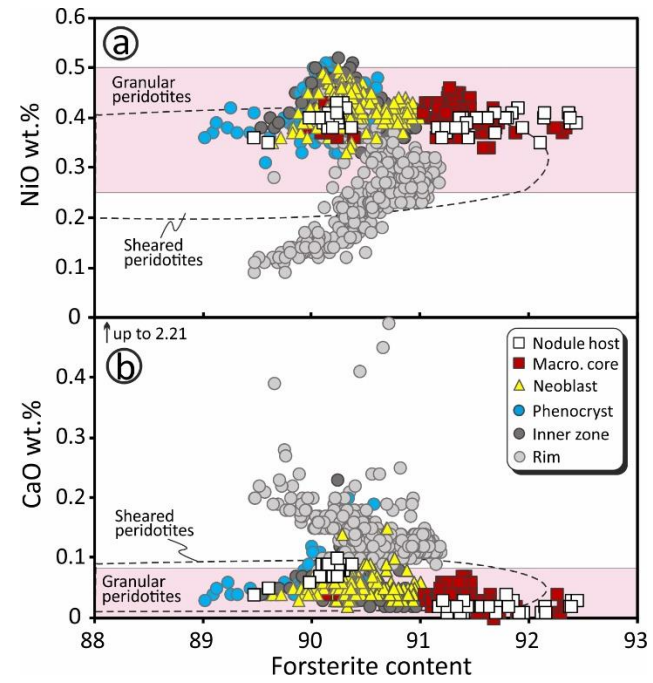 0.6
a
0.5
Granular
peridotites
0.4
NiO wt.%
0.3
0.2
Sheared
peridotites
0.1
0
↑ up to 2.21
b
Nodule host
Macro. core
Neoblast
Phenocryst
Inner zone
Rim
0.4
CaO wt.%
0.3
0.2
Sheared
peridotites
0.1
Granular
peridotites
0
88 89 90 91 92 93
Forsterite content